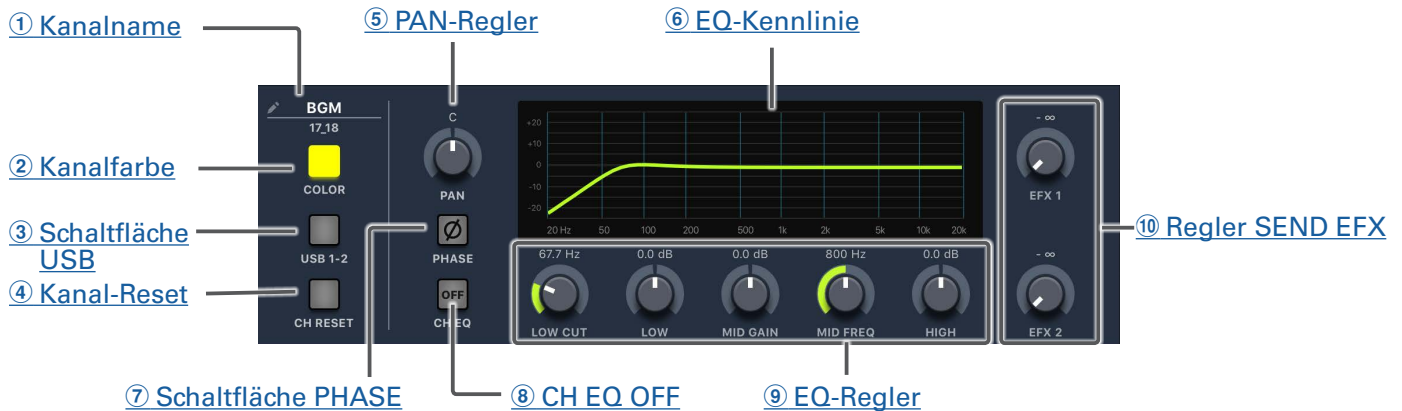 ① Kanalname
⑤ PAN-Regler
⑥ EQ-Kennlinie
BGM
17_18
② Kanalfarbe
COLOR
③ Schaltfläche
USB
USB 1-2
④ Kanal-Reset
CH RESET
C
PAN
PHASE
OFF
CH EQ
+20
+10
0
-10
-20
20 Hz 50 100 200 500 1k 2k 5k 10k 20k
67.7 Hz 0.0 dB 0.0 dB 800 Hz 0.0 dB
LOW CUT LOW MID GAIN MID FREQ HIGH
- ∞
EFX 1
- ∞
EFX 2
⑩ Regler SEND EFX
⑦ Schaltfläche PHASE
⑧ CH EQ OFF
⑨ EQ-Regler